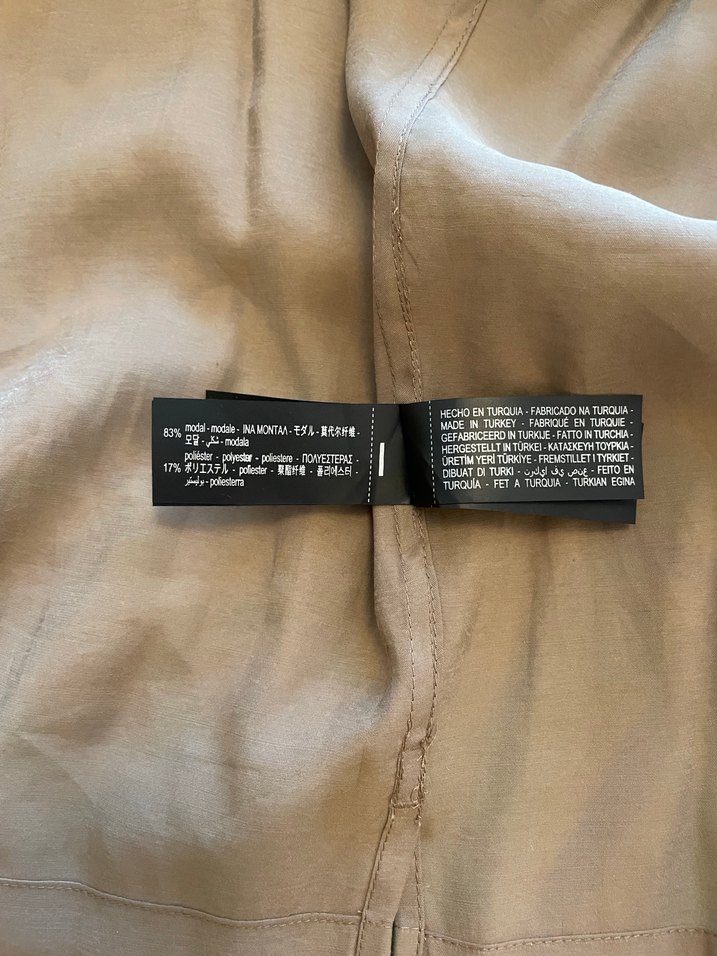 83% modal - modale - ΙΝΑ ΜΟΝΤΑΛ - モダル - 莫代尔纤维 -
모달 - شكي - modala
poliéster - polyester - poliestere - ΠΟΛΥΕΣΤΕΡΑΣ -
17% ポリエステル - poliester - 聚酯纤维 - 폴리에스터 -
بوليستير - poliesterra
HECHO EN TURQUIA - FABRICADO NA TURQUIA -
MADE IN TURKEY - FABRIQUÉ EN TURQUIE -
GEFABRICEERD IN TURKIJE - FATTO IN TURCHIA -
HERGESTELLT IN TÜRKEI - ΚΑΤΑΣΚΕΥΗ ΤΟΥΡΚΙΑ -
ÜRETİM YERİ TÜRKİYE - FREMSTILLET I TYRKIET -
DIBUAT DI TURKI - صنع في تركيا - FEITO EN
TURQUÍA - FET A TURQUIA - TURKIAN EGINA